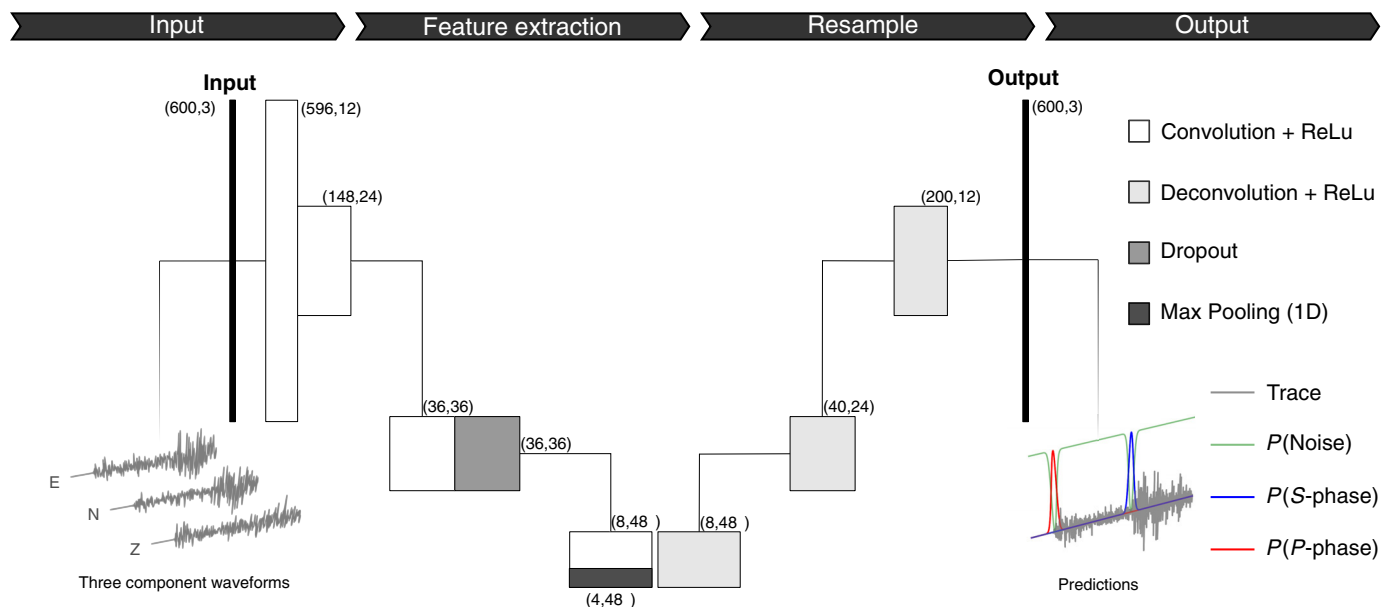 Input
Feature extraction
Resample
Output
Input
(600,3)
(596,12)
(148,24)
(36,36)
(36,36)
(8,48 )
(4,48 )
(8,48 )
(40,24)
(200,12)
Output
(600,3)
Convolution + ReLu
Deconvolution + ReLu
Dropout
Max Pooling (1D)
Trace
P(Noise)
P(S-phase)
P(P-phase)
E
N
Z
Three component waveforms
Predictions